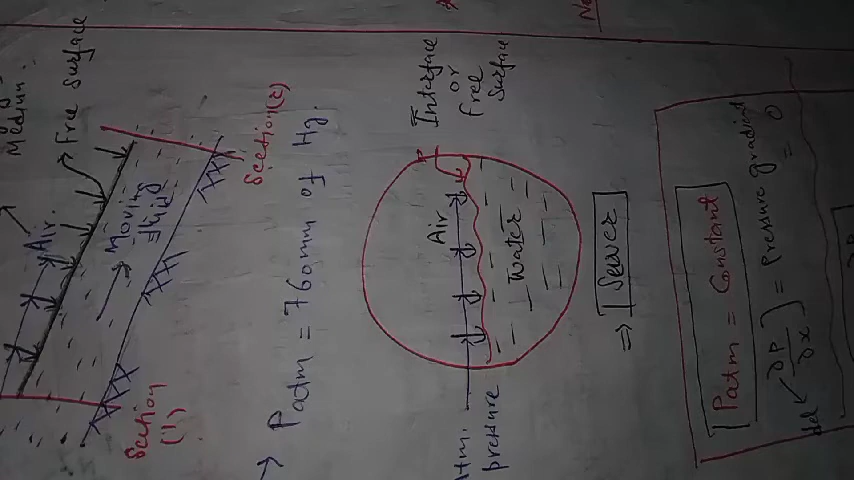 Medium.
Air.
Free surface
Moving
fluid
Section(2)
Section
(1)
→ Patm = 760mm of Hg.
Interface
or
free
surface
Air
Water
Atm.
pressure
⇒ Sewer
Patm = Constant
del ∂P/∂x) = pressure gradient
= 0